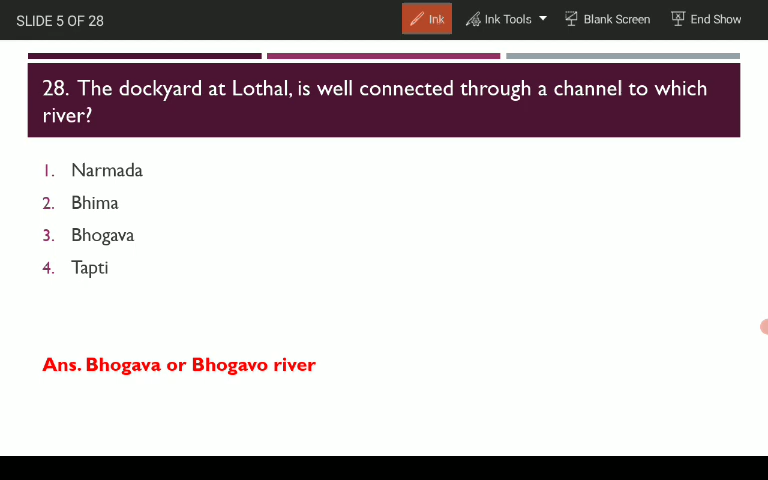 SLIDE 5 OF 28
Ink
Ink Tools
Blank Screen
End Show
28. The dockyard at Lothal, is well connected through a channel to which
river?
1. Narmada
2. Bhima
3. Bhogava
4. Tapti
Ans. Bhogava or Bhogavo river